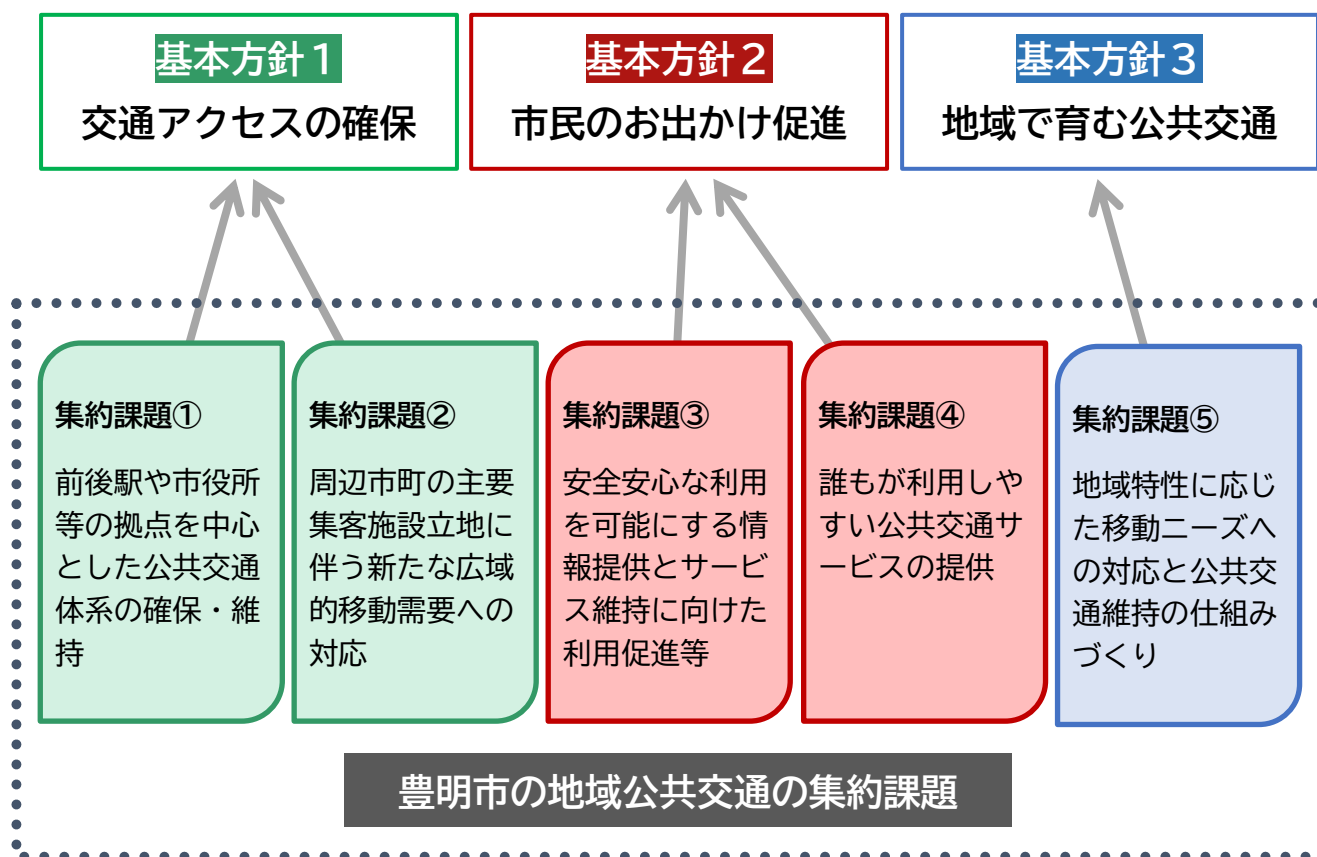 基本方針１
交通アクセスの確保
基本方針２
市民のお出かけ促進
基本方針３
地域で育む公共交通
集約課題①
前後駅や市役所
等の拠点を中心
とした公共交通
体系の確保・維
持
集約課題②
周辺市町の主要
集客施設立地に
伴う新たな広域
的移動需要への
対応
集約課題③
安全安心な利用
を可能にする情
報提供とサービ
ス維持に向けた
利用促進等
集約課題④
誰もが利用しや
すい公共交通サ
ービスの提供
集約課題⑤
地域特性に応じ
た移動ニーズへ
の対応と公共交
通維持の仕組み
づくり
豊明市の地域公共交通の集約課題